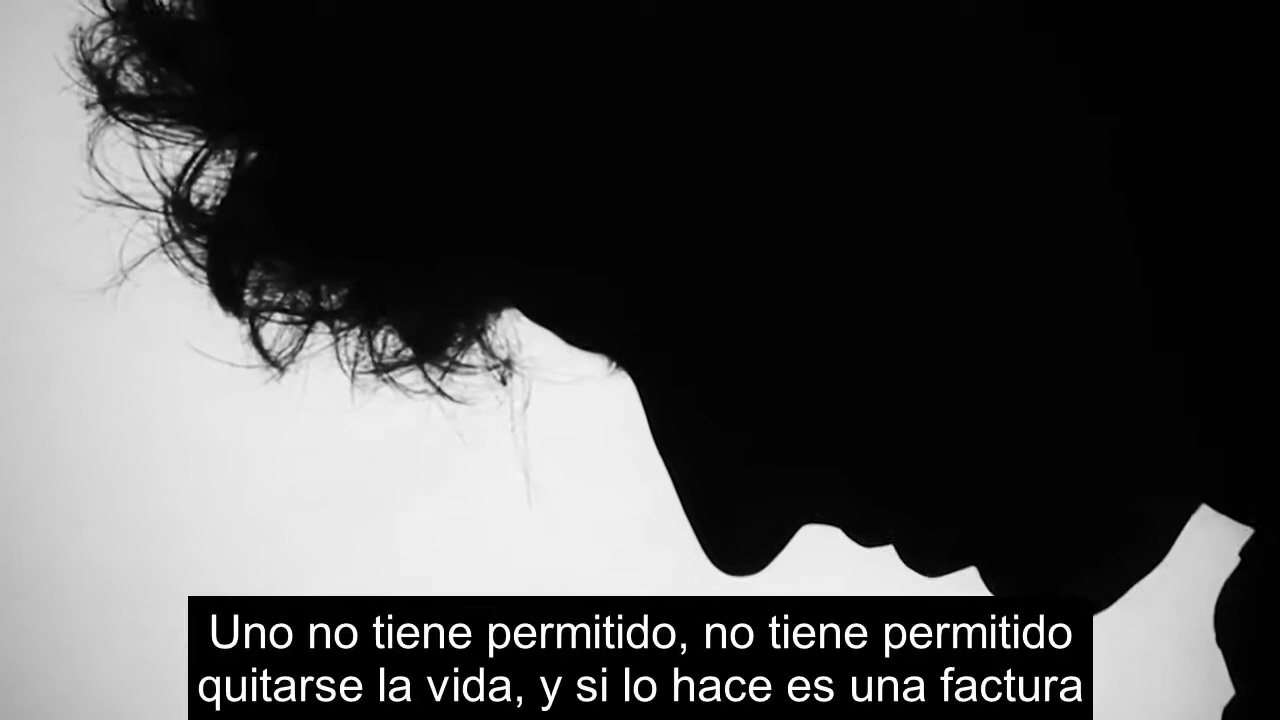 Uno no tiene permitido, no tiene permitido
quitarse la vida, y si lo hace es una factura